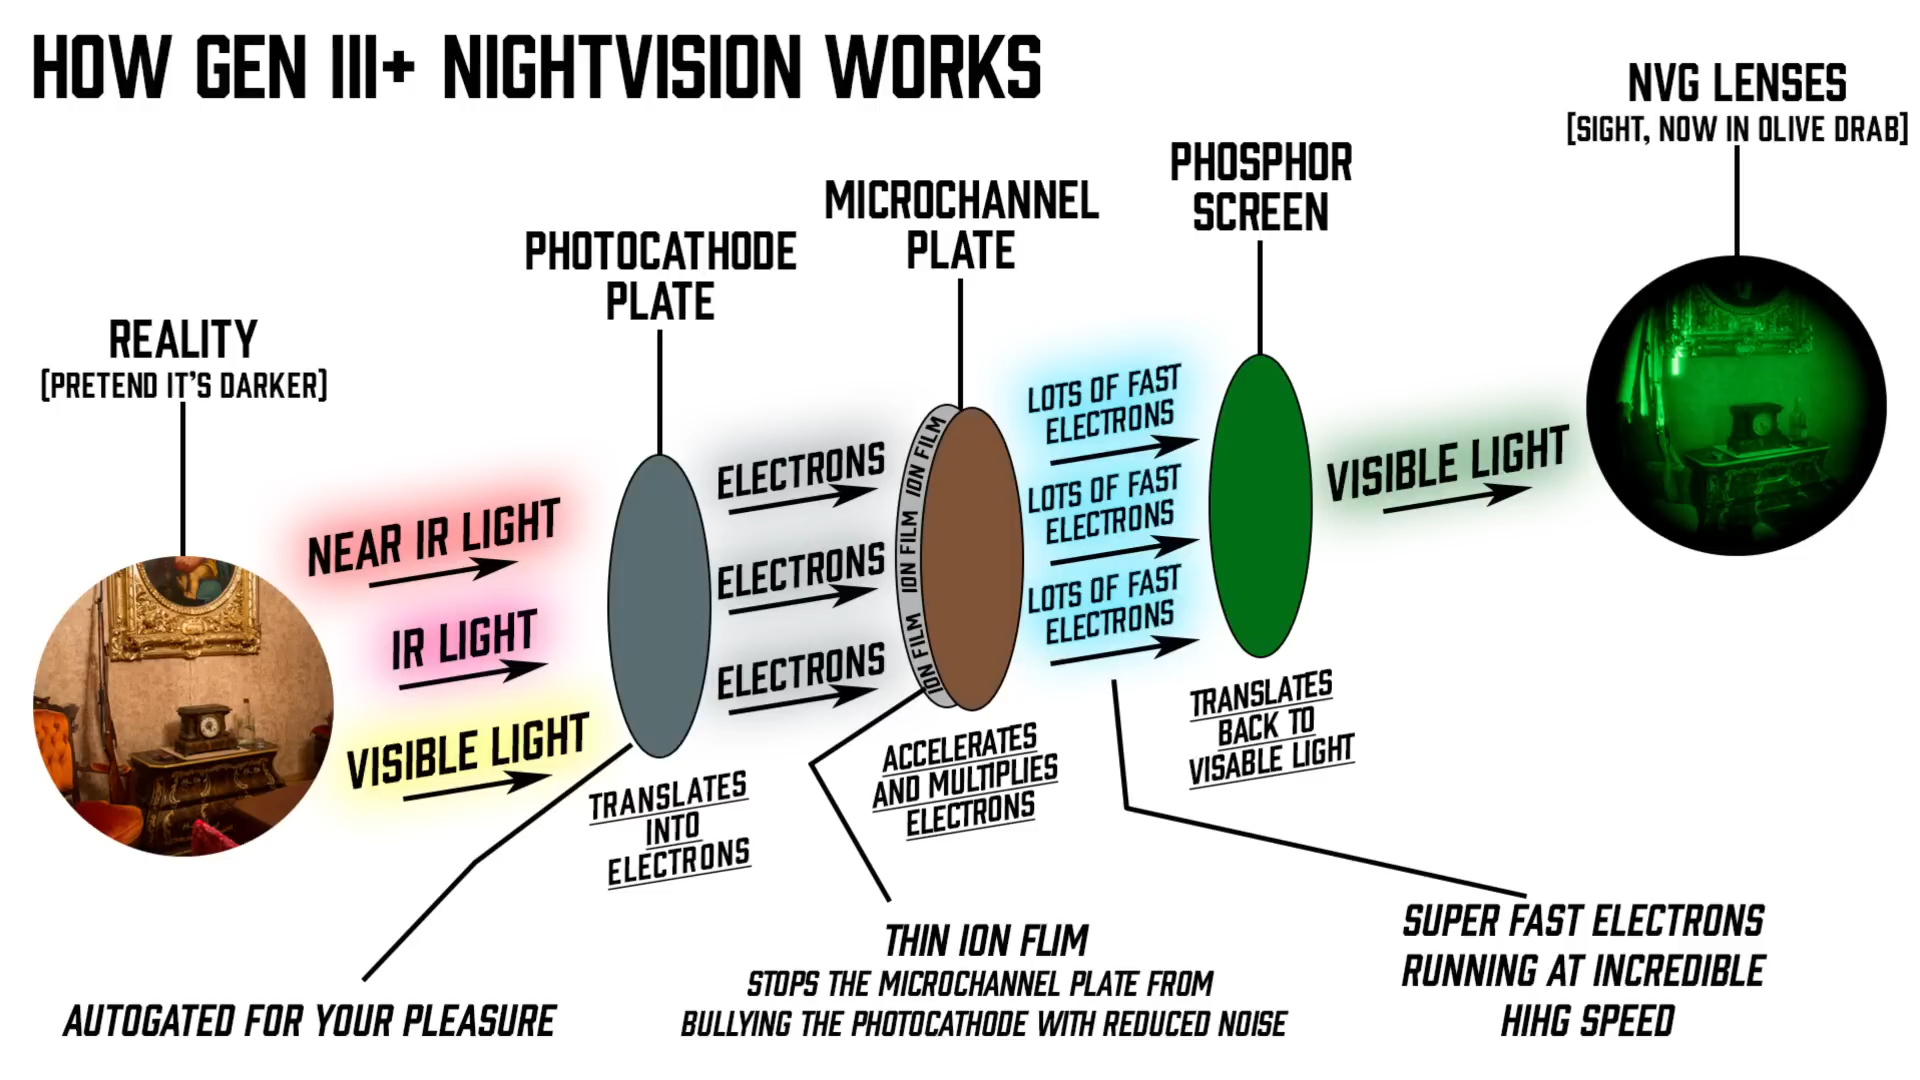 HOW GEN III+ NIGHTVISION WORKS
NVG LENSES
[SIGHT, NOW IN OLIVE DRAB]
PHOSPHOR
SCREEN
MICROCHANNEL
PLATE
PHOTOCATHODE
PLATE
REALITY
[PRETEND IT'S DARKER]
NEAR IR LIGHT
IR LIGHT
VISIBLE LIGHT
ELECTRONS
ELECTRONS
ELECTRONS
ION FILM
ION FILM
ION FILM
LOTS OF FAST
ELECTRONS
LOTS OF FAST
ELECTRONS
LOTS OF FAST
ELECTRONS
VISIBLE LIGHT
TRANSLATES
INTO
ELECTRONS
ACCELERATES
AND MULTIPLIES
ELECTRONS
TRANSLATES
BACK TO
VISABLE LIGHT
AUTOGATED FOR YOUR PLEASURE
THIN ION FLIM
STOPS THE MICROCHANNEL PLATE FROM
BULLYING THE PHOTOCATHODE WITH REDUCED NOISE
SUPER FAST ELECTRONS
RUNNING AT INCREDIBLE
HIHG SPEED